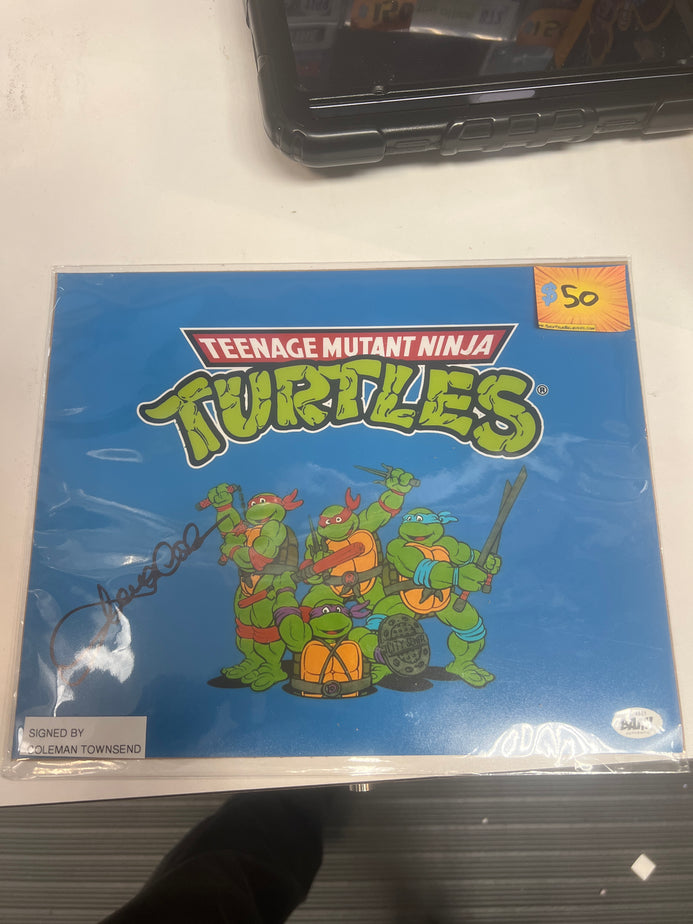 $50
TEENAGE MUTANT NINJA
TURTLES®
SIGNED BY
COLEMAN TOWNSEND